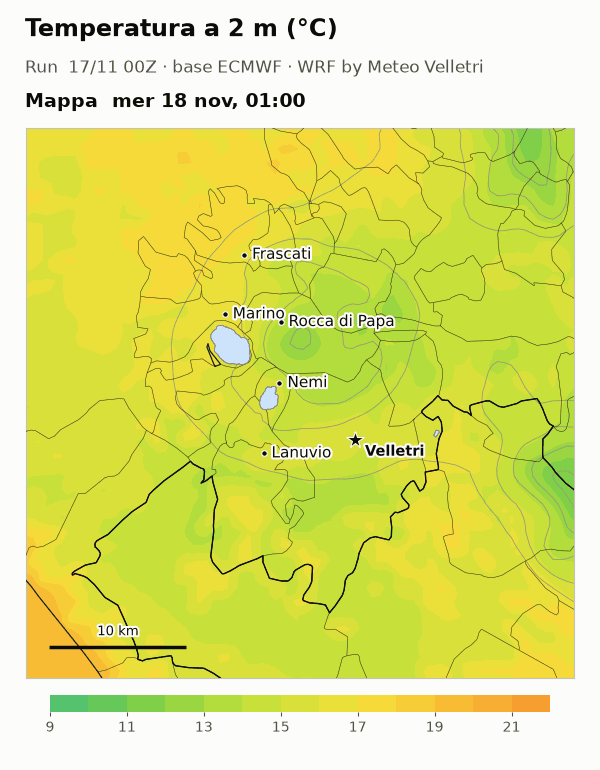 Temperatura a 2 m (°C)
Run  17/11 00Z · base ECMWF · WRF by Meteo Velletri
Mappa  mer 18 nov, 01:00
Frascati
Marino
Rocca di Papa
Nemi
Velletri
Lanuvio
10 km
9 11 13 15 17 19 21